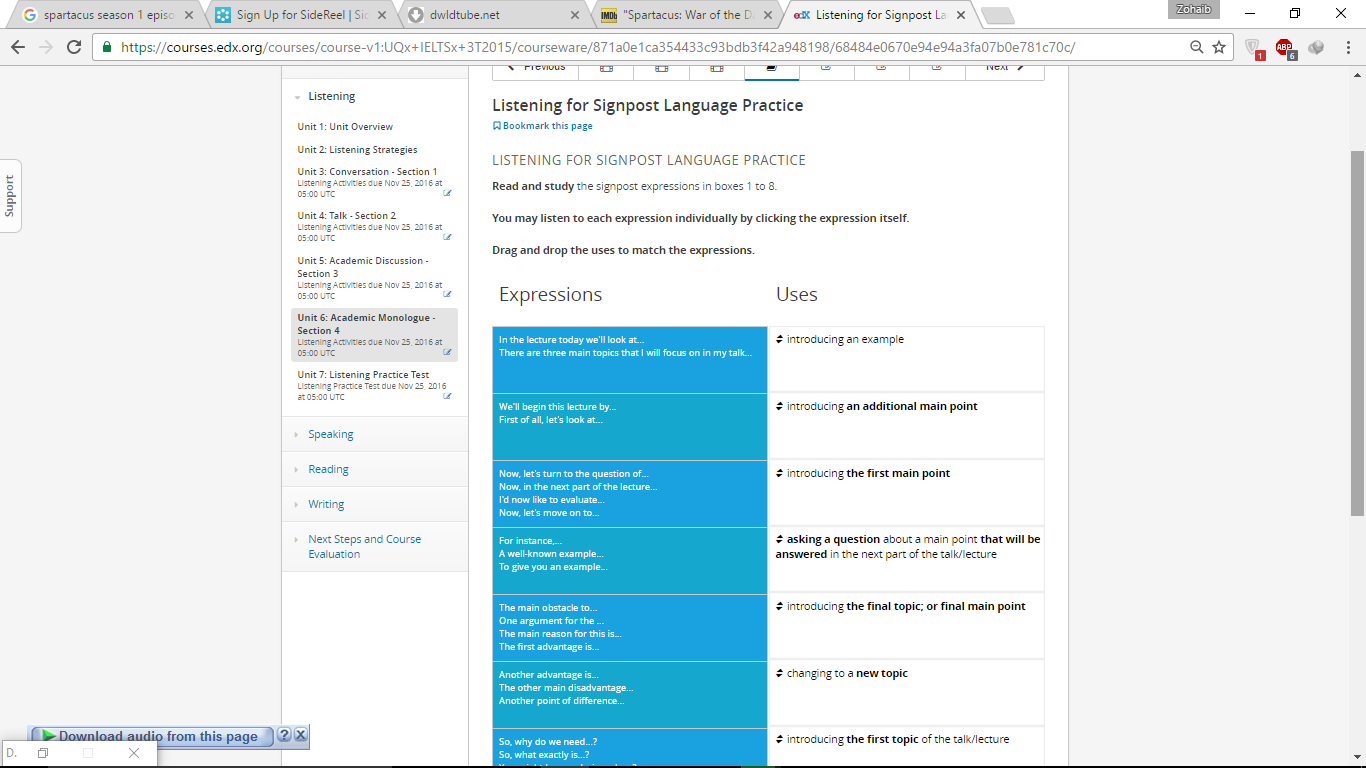 spartacus season 1 episo
Sign Up for SideReel | Sid
dwldtube.net
IMDb "Spartacus: War of the D
edX Listening for Signpost La
Zohaib
https://courses.edx.org/courses/course-v1:UQx+IELTSx+3T2015/courseware/871a0e1ca354433c93bdb3f42a948198/68484e0670e94e94a3fa07b0e781c70c/
1
ABP
6
Previous
Next
Support
Listening
Unit 1: Unit Overview
Unit 2: Listening Strategies
Unit 3: Conversation - Section 1
Listening Activities due Nov 25, 2016 at
05:00 UTC
Unit 4: Talk - Section 2
Listening Activities due Nov 25, 2016 at
05:00 UTC
Unit 5: Academic Discussion -
Section 3
Listening Activities due Nov 25, 2016 at
05:00 UTC
Unit 6: Academic Monologue -
Section 4
Listening Activities due Nov 25, 2016 at
05:00 UTC
Unit 7: Listening Practice Test
Listening Practice Test due Nov 25, 2016
at 05:00 UTC
Speaking
Reading
Writing
Next Steps and Course
Evaluation
Listening for Signpost Language Practice
Bookmark this page
LISTENING FOR SIGNPOST LANGUAGE PRACTICE
Read and study the signpost expressions in boxes 1 to 8.
You may listen to each expression individually by clicking the expression itself.
Drag and drop the uses to match the expressions.
Expressions
Uses
In the lecture today we'll look at...
There are three main topics that I will focus on in my talk...
introducing an example
We'll begin this lecture by...
First of all, let's look at...
introducing an additional main point
Now, let's turn to the question of...
Now, in the next part of the lecture...
I'd now like to evaluate...
Now, let's move on to...
introducing the first main point
For instance,...
A well-known example...
To give you an example...
asking a question about a main point that will be
answered in the next part of the talk/lecture
The main obstacle to...
One argument for the ...
The main reason for this is...
The first advantage is...
introducing the final topic; or final main point
Another advantage is...
The other main disadvantage...
Another point of difference...
changing to a new topic
So, why do we need...?
So, what exactly is...?
introducing the first topic of the talk/lecture
Download audio from this page
?
X
D.